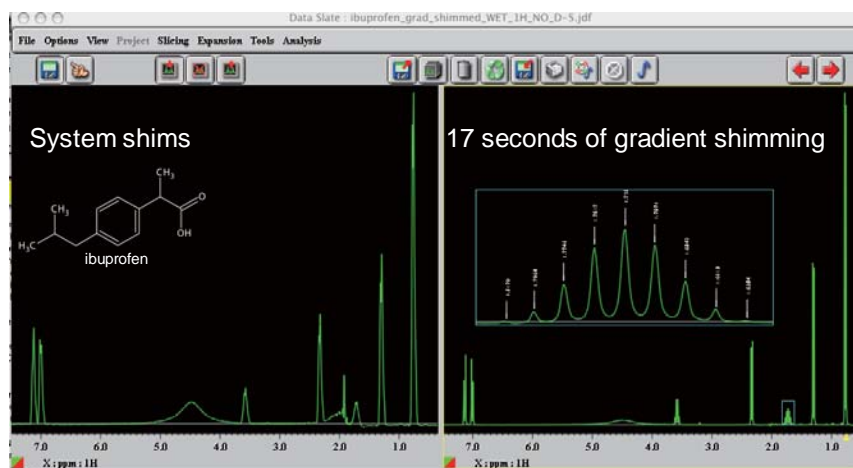 Data Slate : ibuprofen_grad_shimmed_WET_1H_NO_D-5.jdf
File Options View Project Slicing Expansion Tools Analysis
System shims
17 seconds of gradient shimming
CH₃
CH₃
O
OH
H₃C
ibuprofen
7.0 6.0 5.0 4.0 3.0 2.0 1.0
X : ppm : 1H
7.0 6.0 5.0 4.0 3.0 2.0 1.0
X : ppm : 1H